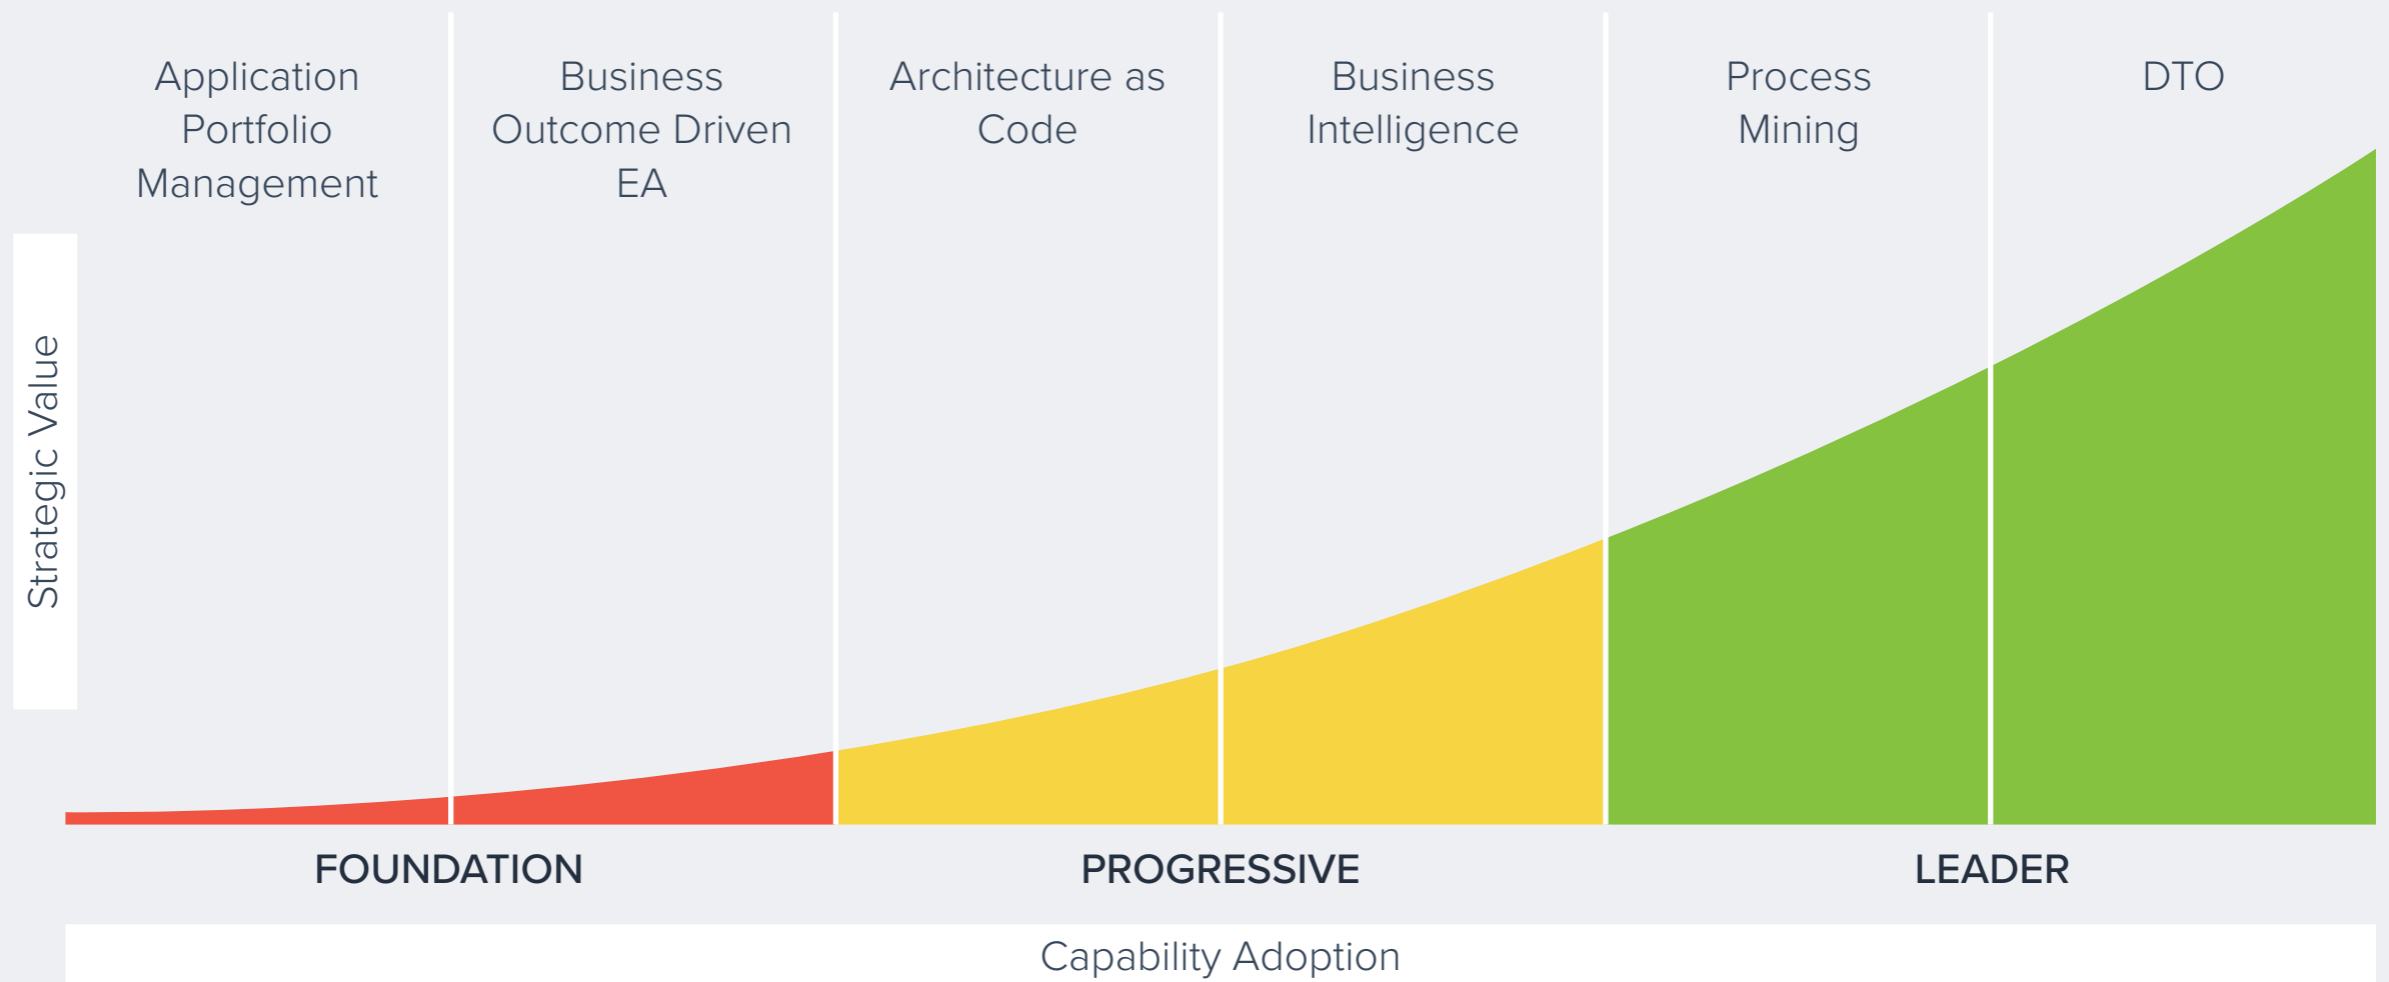 Application
Portfolio
Management
Business
Outcome Driven
EA
Architecture as
Code
Business
Intelligence
Process
Mining
DTO
Strategic Value
FOUNDATION
PROGRESSIVE
LEADER
Capability Adoption